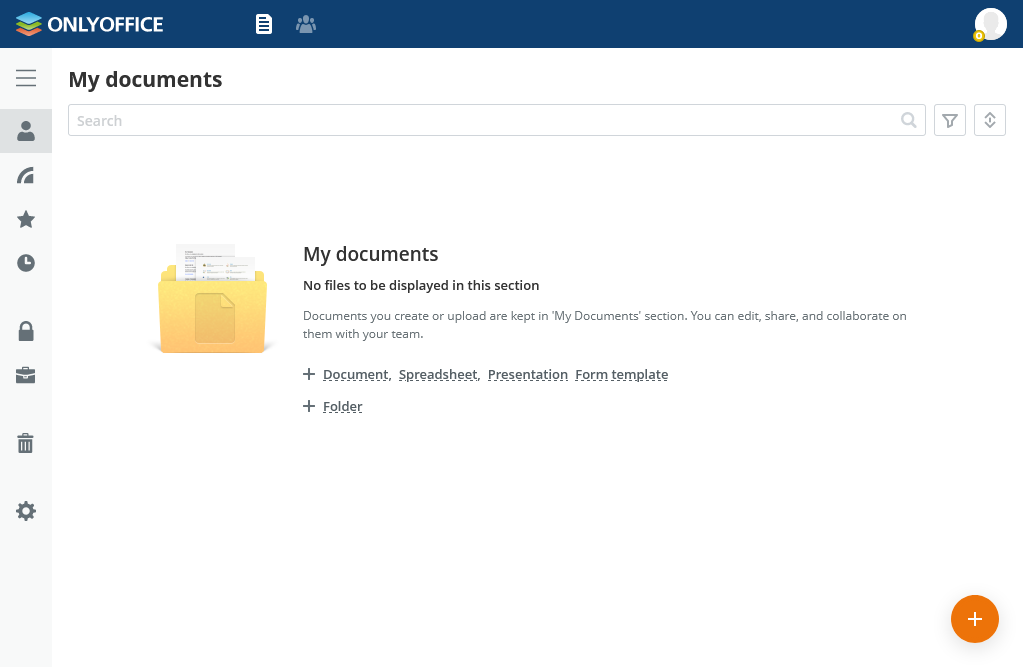 ONLYOFFICE
My documents
Search
My documents
No files to be displayed in this section
Documents you create or upload are kept in 'My Documents' section. You can edit, share, and collaborate on
them with your team.
Document, Spreadsheet, Presentation Form template
Folder